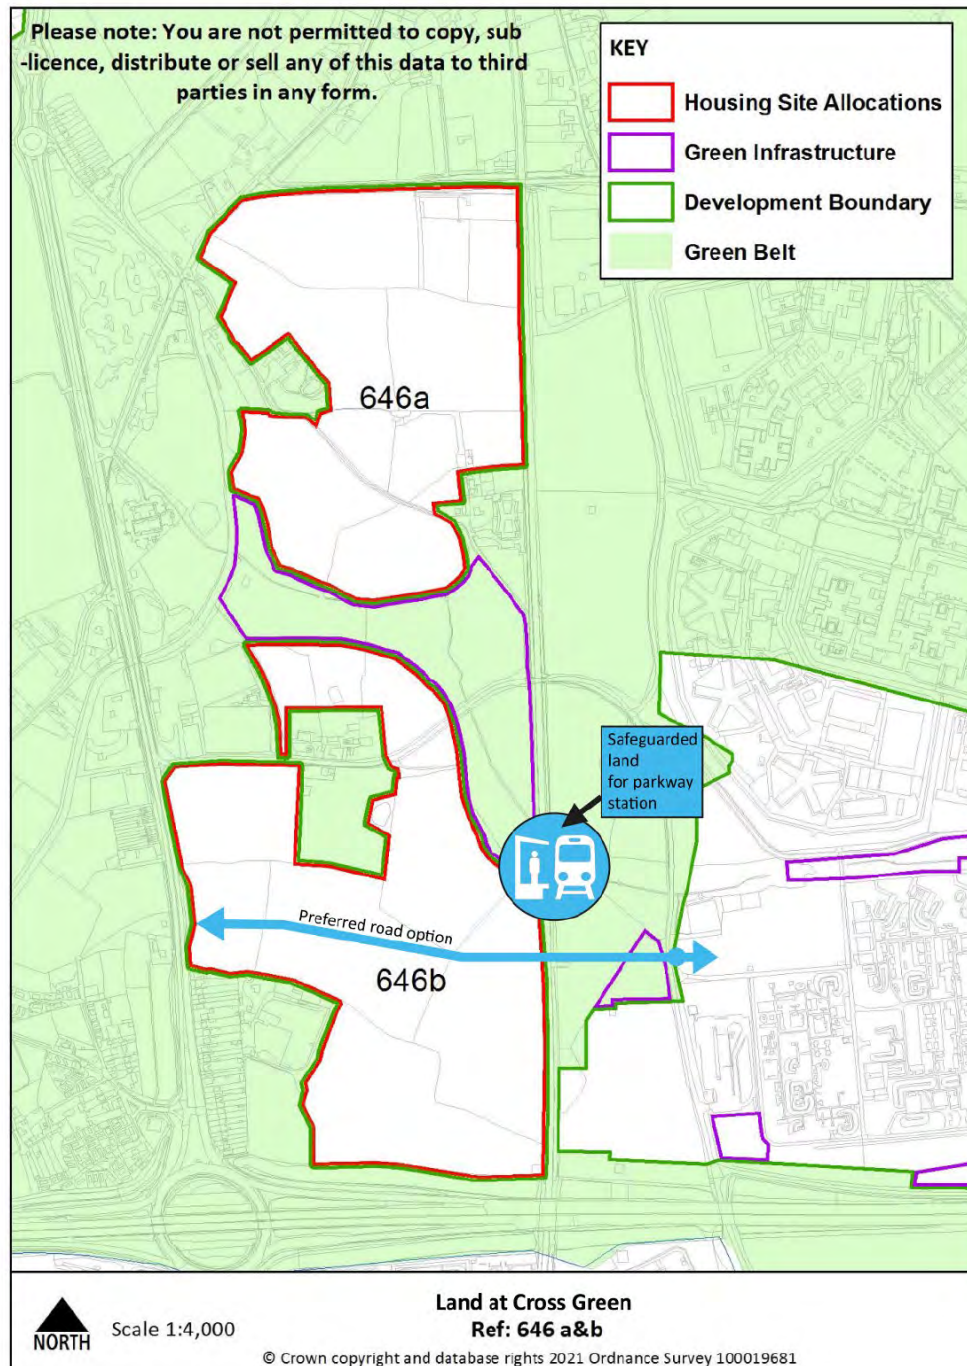 Please note: You are not permitted to copy, sub
-licence, distribute or sell any of this data to third
parties in any form.
KEY
Housing Site Allocations
Green Infrastructure
Development Boundary
Green Belt
646a
Safeguarded
land
for parkway
station
Preferred road option
646b
NORTH
Scale 1:4,000
Land at Cross Green
Ref: 646 a&b
© Crown copyright and database rights 2021 Ordnance Survey 100019681